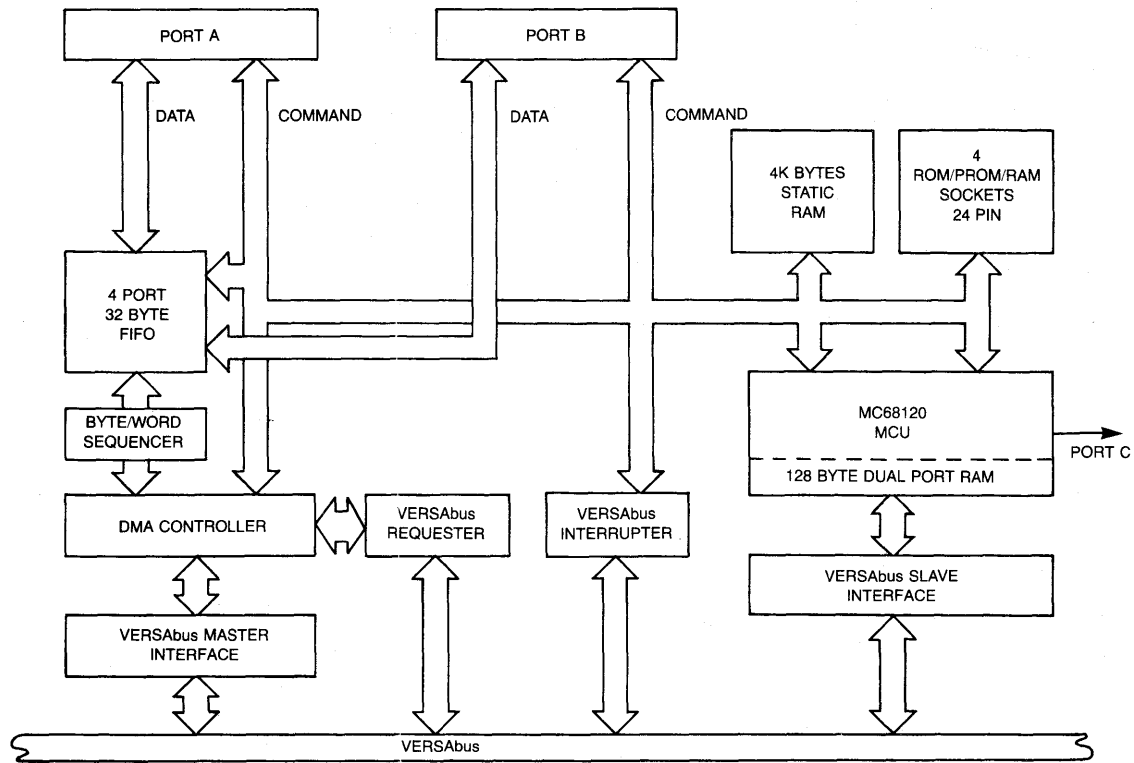 PORT A
PORT B
DATA
COMMAND
DATA
COMMAND
4K BYTES
STATIC
RAM
4
ROM/PROM/RAM
SOCKETS
24 PIN
4 PORT
32 BYTE
FIFO
BYTE/WORD
SEQUENCER
MC68120
MCU
PORT C
128 BYTE DUAL PORT RAM
DMA CONTROLLER
VERSAbus
REQUESTER
VERSAbus
INTERRUPTER
VERSAbus SLAVE
INTERFACE
VERSAbus MASTER
INTERFACE
VERSAbus